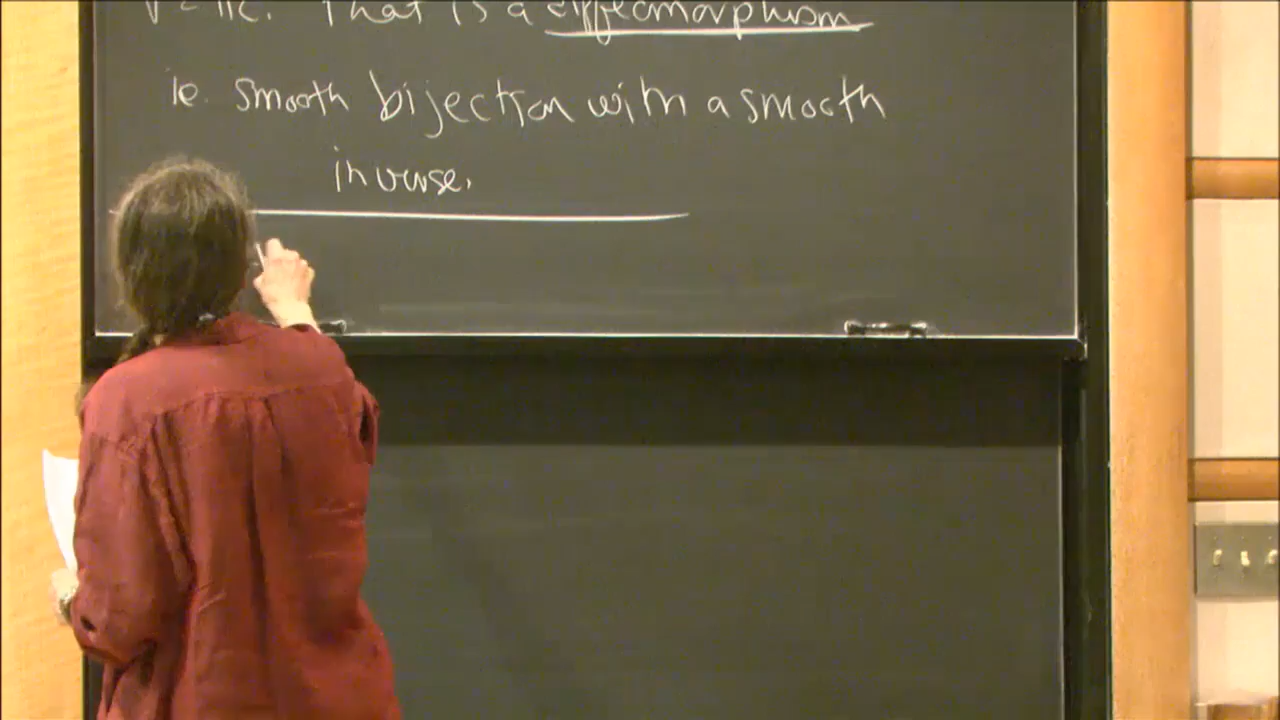 That is a diffeomorphism
ie. smooth bijection with a smooth
inverse.